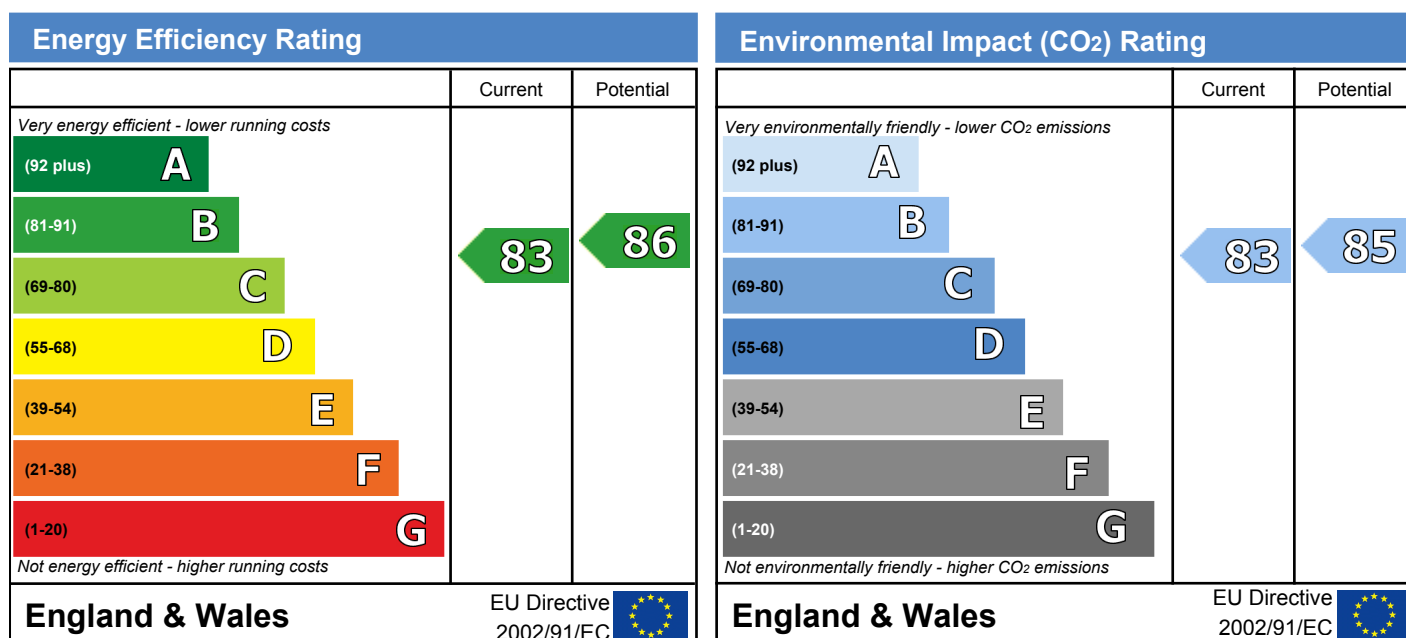 Energy Efficiency Rating
Current Potential
Very energy efficient - lower running costs
(92 plus) A
(81-91) B
83 86
(69-80) C
(55-68) D
(39-54) E
(21-38) F
(1-20) G
Not energy efficient - higher running costs
England & Wales
EU Directive
2002/91/EC
Environmental Impact (CO2) Rating
Current Potential
Very environmentally friendly - lower CO2 emissions
(92 plus) A
(81-91) B
83 85
(69-80) C
(55-68) D
(39-54) E
(21-38) F
(1-20) G
Not environmentally friendly - higher CO2 emissions
England & Wales
EU Directive
2002/91/EC